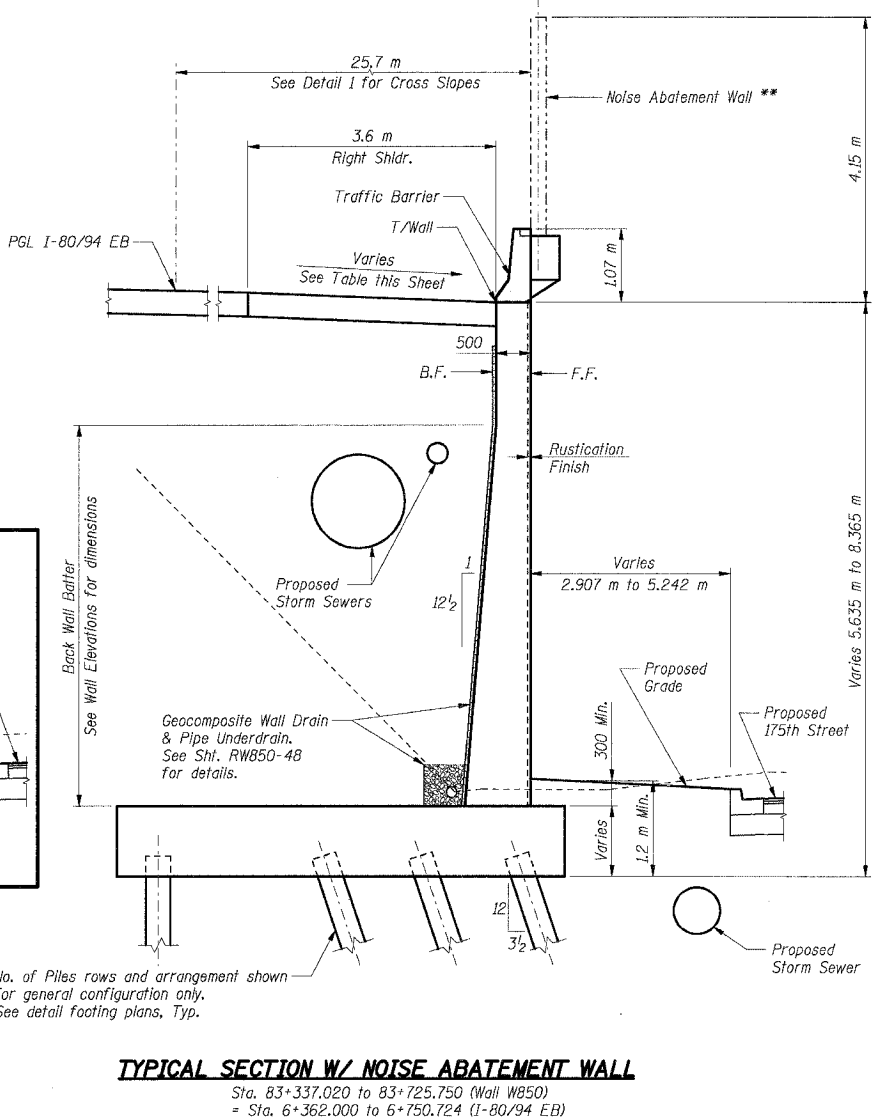 25.7 m
See Detail 1 for Cross Slopes
Noise Abatement Wall **
3.6 m
Right Shldr.
4.15 m
Traffic Barrier
T/Wall
PGL I-80/94 EB
Varies
See Table this Sheet
1.07 m
500
B.F.
F.F.
Rustication
Finish
Back Wall Batter
See Wall Elevations for dimensions
Proposed
Storm Sewers
1
12 1/2
Varies
2.907 m to 5.242 m
Varies 5.635 m to 8.365 m
Proposed
Grade
Proposed
175th Street
Geocomposite Wall Drain
& Pipe Underdrain.
See Sht. RW850-48
for details.
300 Min.
Varies
1.2 m Min.
12
3 1/2
Proposed
Storm Sewer
No. of Piles rows and arrangement shown
for general configuration only.
See detail footing plans, Typ.
TYPICAL SECTION W/ NOISE ABATEMENT WALL
Sta. 83+337.020 to 83+725.750 (Wall W850)
= Sta. 6+362.000 to 6+750.724 (I-80/94 EB)